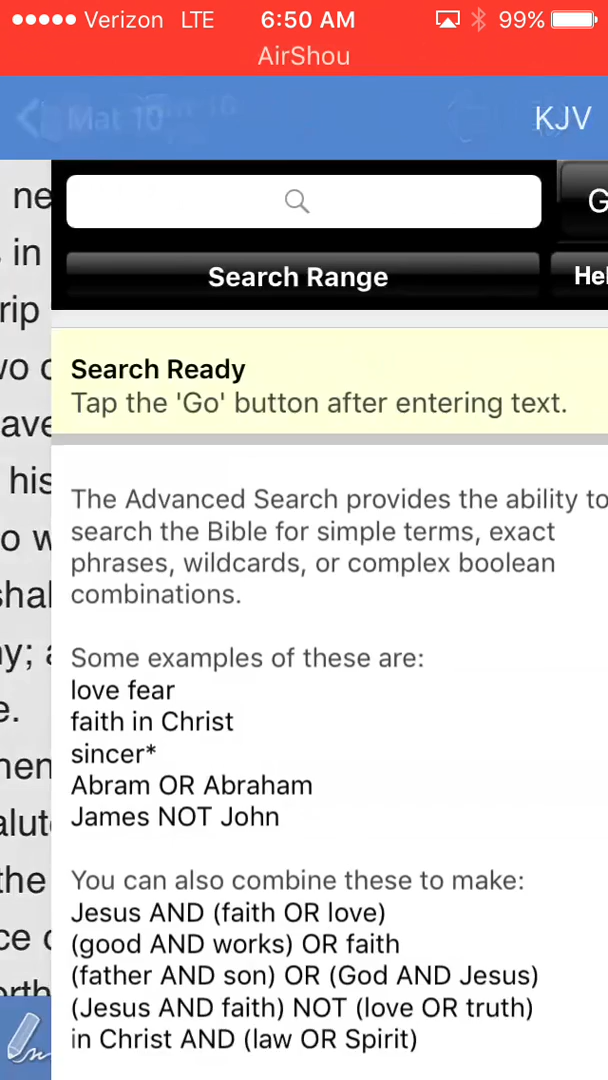 Verizon LTE 6:50 AM 99%
AirShou
Mat 10 KJV
Search Range
Search Ready
Tap the 'Go' button after entering text.
The Advanced Search provides the ability to
search the Bible for simple terms, exact
phrases, wildcards, or complex boolean
combinations.
Some examples of these are:
love fear
faith in Christ
sincer*
Abram OR Abraham
James NOT John
You can also combine these to make:
Jesus AND (faith OR love)
(good AND works) OR faith
(father AND son) OR (God AND Jesus)
(Jesus AND faith) NOT (love OR truth)
in Christ AND (law OR Spirit)